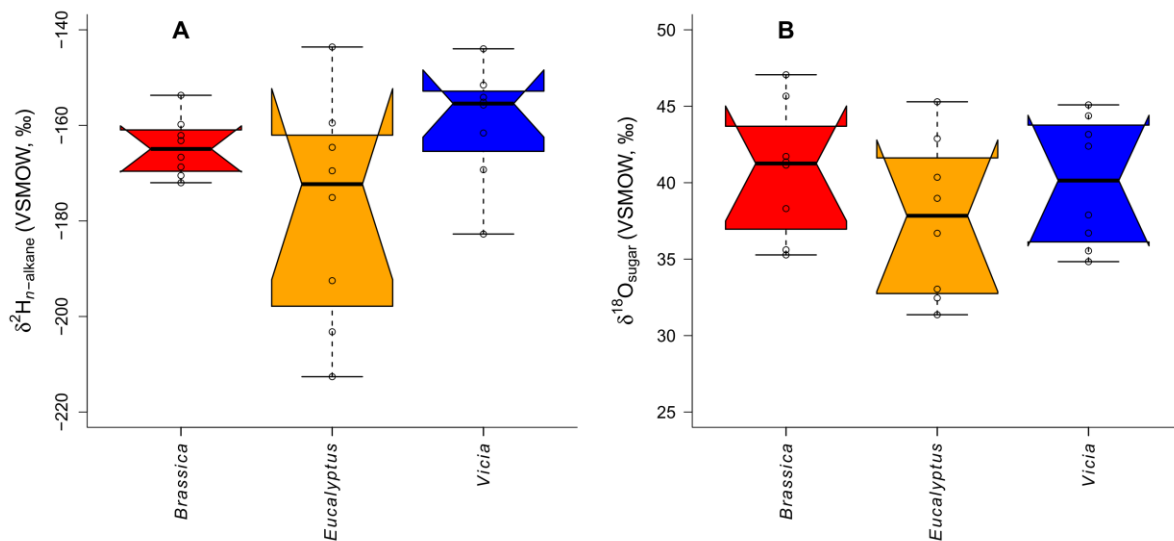 A
δ²Hn−alkane (VSMOW, ‰)
−140
−160
−180
−200
−220
Brassica
Eucalyptus
Vicia
B
δ¹⁸Osugar (VSMOW, ‰)
50
45
40
35
30
25
Brassica
Eucalyptus
Vicia